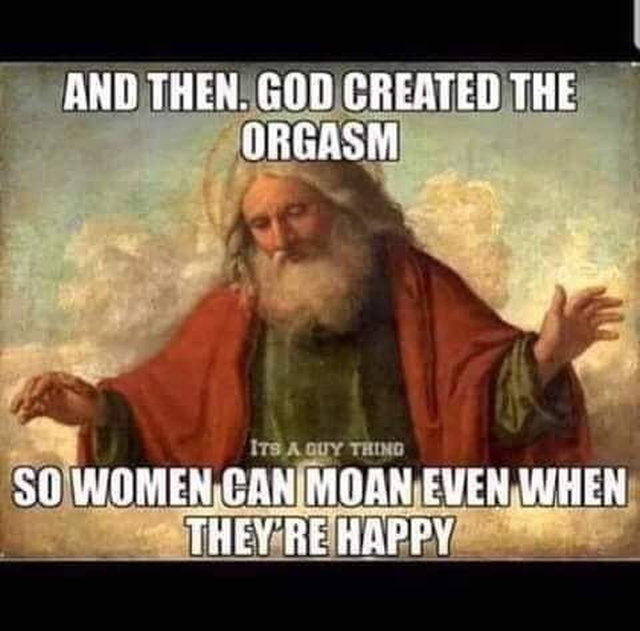 AND THEN. GOD CREATED THE
ORGASM
ITS A GUY THING
SO WOMEN CAN MOAN EVEN WHEN
THEY'RE HAPPY